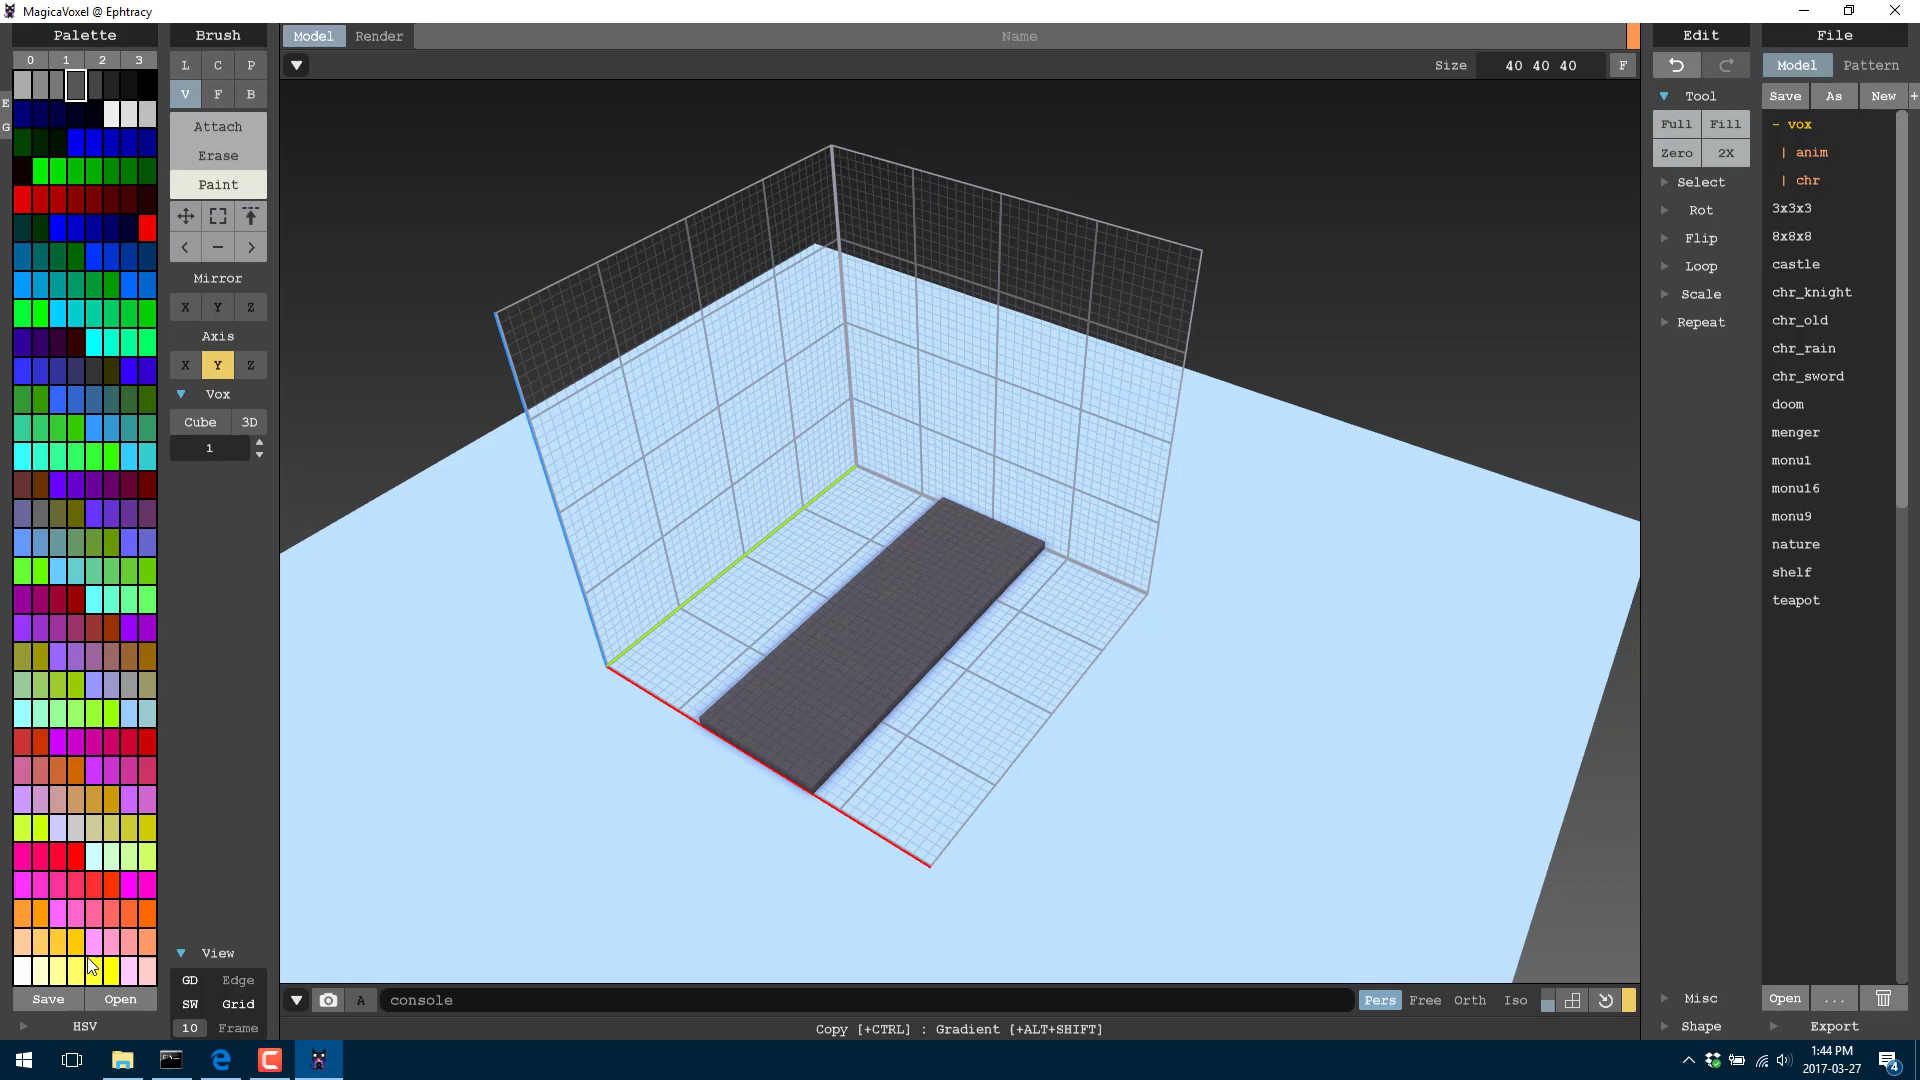 MagicaVoxel @ Ephtracy
Palette
0 1 2 3
E
G
Save Open
HSV
Brush
L C P
V F B
Attach
Erase
Paint
< - >
Mirror
X Y Z
Axis
X Y Z
Vox
Cube 3D
1
View
GD Edge
SW Grid
10 Frame
Model Render Name
Size 40 40 40 F
A console Pers Free Orth Iso
Copy [+CTRL] : Gradient [+ALT+SHIFT]
Edit
Tool
Full Fill
Zero 2X
Select
Rot
Flip
Loop
Scale
Repeat
Misc
Shape
File
Model Pattern
Save As New +
- vox
| anim
| chr
3x3x3
8x8x8
castle
chr_knight
chr_old
chr_rain
chr_sword
doom
menger
monu1
monu16
monu9
nature
shelf
teapot
Open ...
Export
1:44 PM
2017-03-27
4